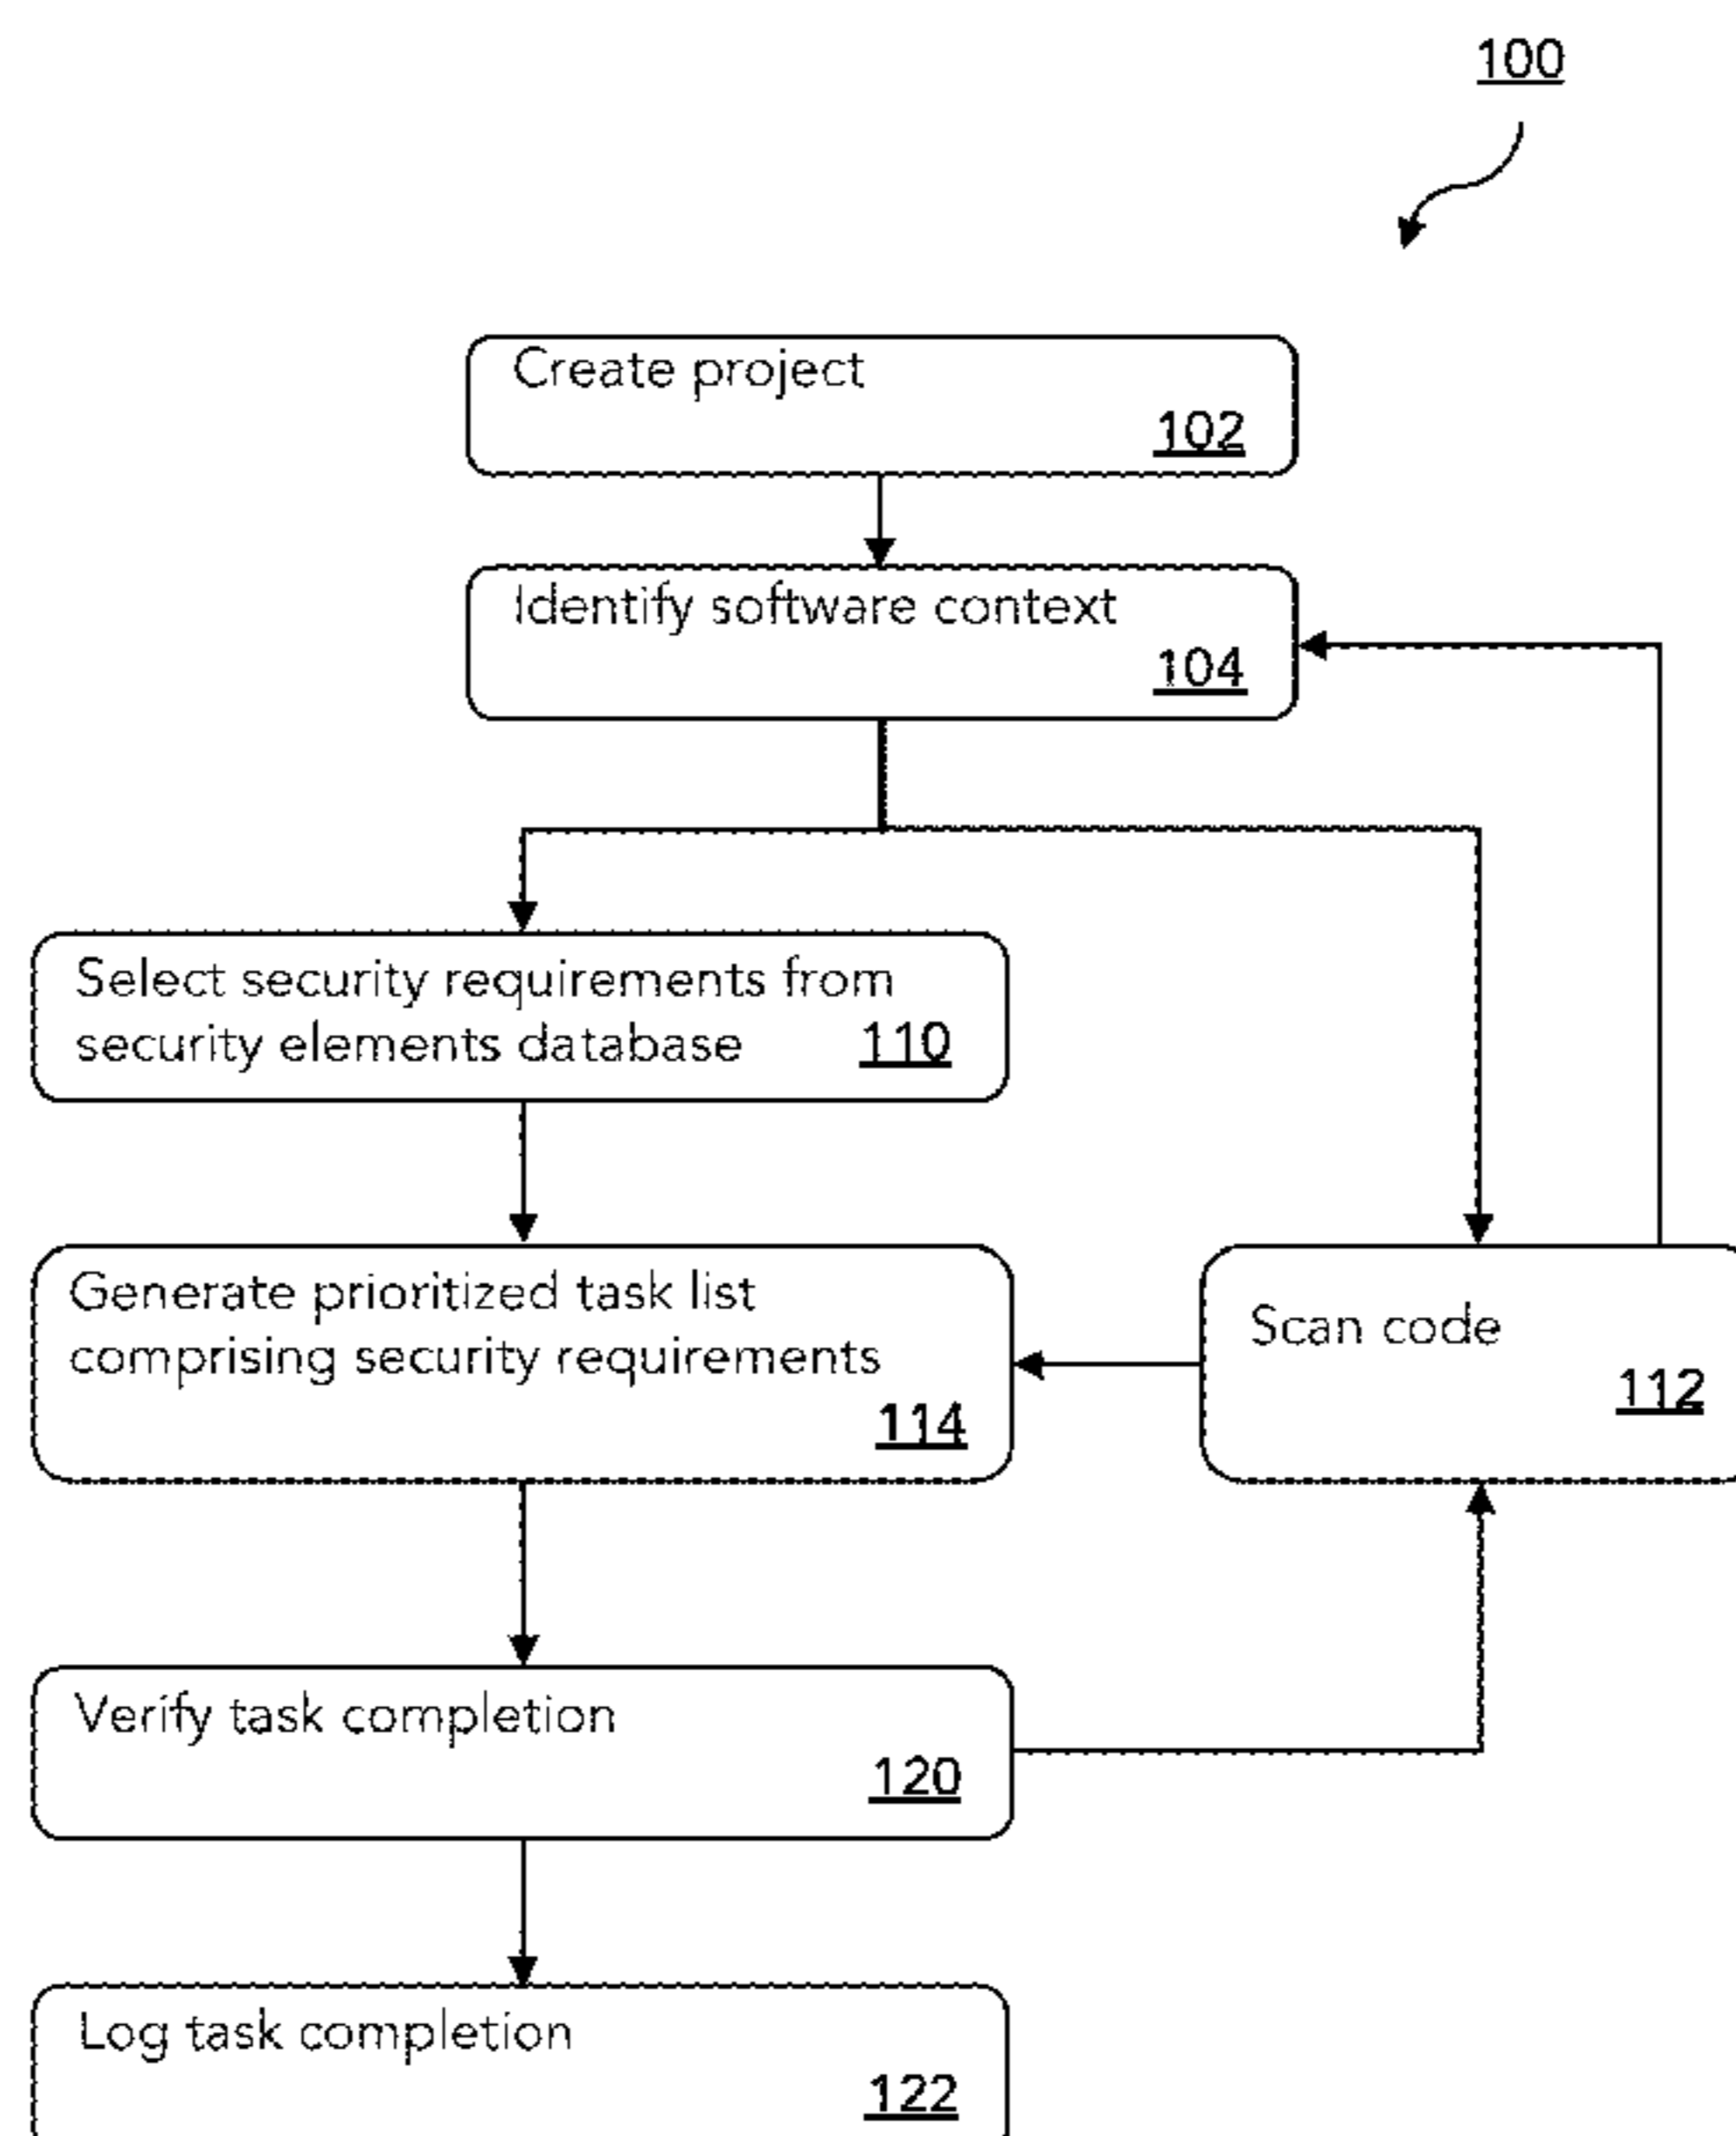 100
Create project
102
Identify software context
104
Select security requirements from
security elements database 110
Generate prioritized task list
comprising security requirements
114
Scan code
112
Verify task completion
120
Log task completion
122